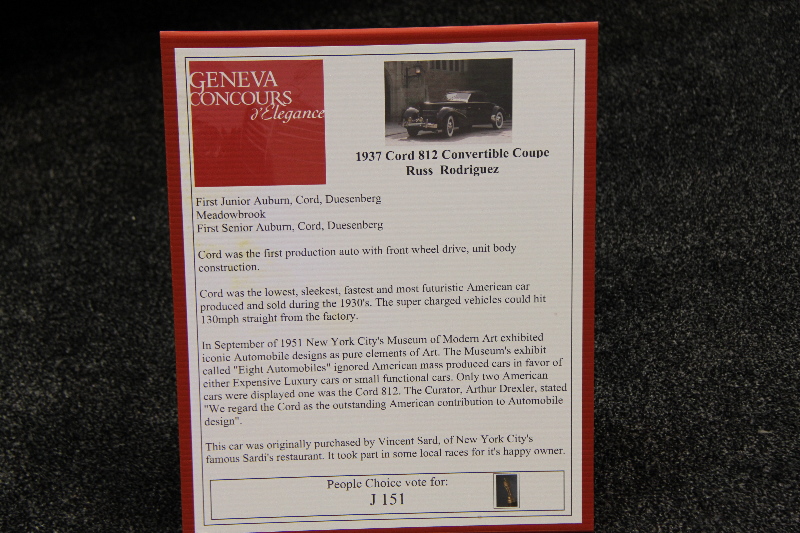 GENEVA
CONCOURS
d'Elegance
1937 Cord 812 Convertible Coupe
Russ Rodriguez
First Junior Auburn, Cord, Duesenberg
Meadowbrook
First Senior Auburn, Cord, Duesenberg
Cord was the first production auto with front wheel drive, unit body
construction.
Cord was the lowest, sleekest, fastest and most futuristic American car
produced and sold during the 1930's. The super charged vehicles could hit
130mph straight from the factory.
In September of 1951 New York City's Museum of Modern Art exhibited
iconic Automobile designs as pure elements of Art. The Museum's exhibit
called "Eight Automobiles" ignored American mass produced cars in favor of
either Expensive Luxury cars or small functional cars. Only two American
cars were displayed one was the Cord 812. The Curator, Arthur Drexler, stated
"We regard the Cord as the outstanding American contribution to Automobile
design".
This car was originally purchased by Vincent Sard, of New York City's
famous Sardi's restaurant. It took part in some local races for it's happy owner.
People Choice vote for:
J 151